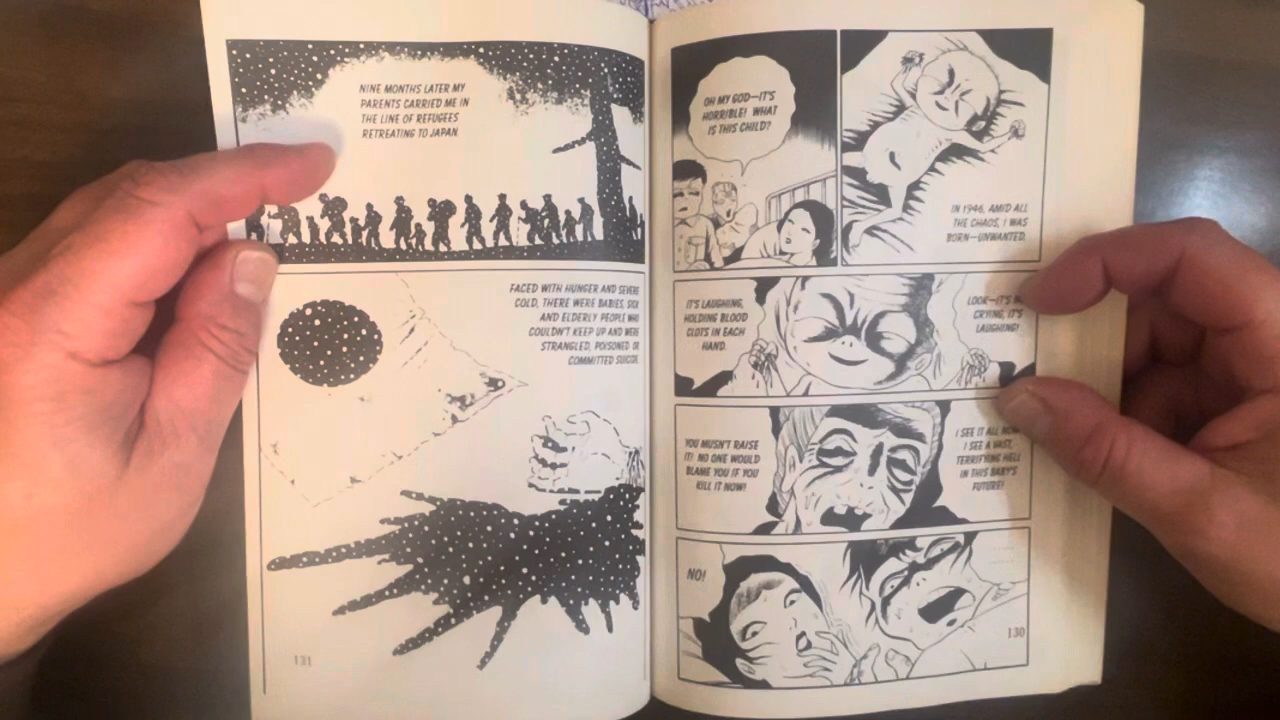 IN 1946, AMID ALL
THE CHAOS, I WAS
BORN—UNWANTED.
OH MY GOD—IT'S
HORRIBLE! WHAT
IS THIS CHILD?
LOOK—IT'S
CRYING, IT'S
LAUGHING!
IT'S LAUGHING,
HOLDING BLOOD
CLOTS IN EACH
HAND.
I SEE IT ALL
I SEE A VAST,
TERRIFYING HELL
IN THIS BABY'S
FUTURE!
YOU MUSN'T RAISE
IT! NO ONE WOULD
BLAME YOU IF YOU
KILL IT NOW!
NO!
130
NINE MONTHS LATER MY
PARENTS CARRIED ME IN
THE LINE OF REFUGEES
RETREATING TO JAPAN.
FACED WITH HUNGER AND SEVERE
COLD, THERE WERE BABIES, SICK
AND ELDERLY PEOPLE WHO
COULDN'T KEEP UP AND WERE
STRANGLED, POISONED OR
COMMITTED SUICIDE.
131